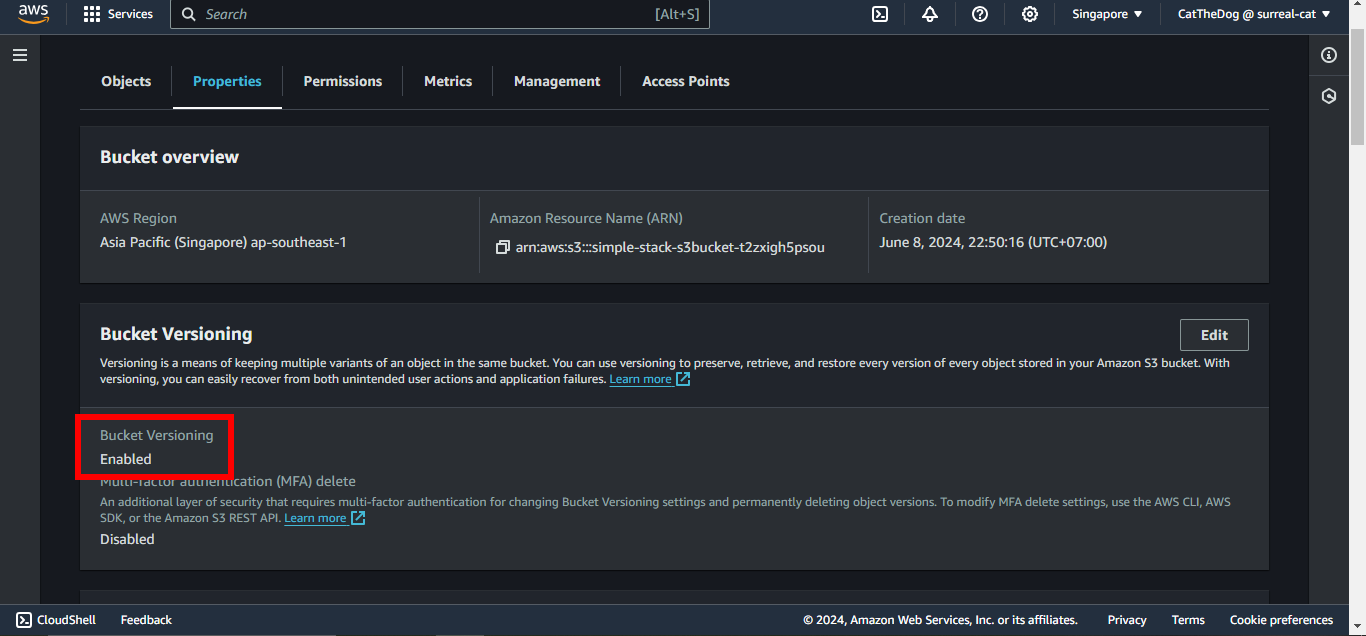 aws
Services
Search
[Alt+S]
Singapore
CatTheDog @ surreal-cat
Objects
Properties
Permissions
Metrics
Management
Access Points
Bucket overview
AWS Region
Asia Pacific (Singapore) ap-southeast-1
Amazon Resource Name (ARN)
arn:aws:s3:::simple-stack-s3bucket-t2zxigh5psou
Creation date
June 8, 2024, 22:50:16 (UTC+07:00)
Bucket Versioning
Edit
Versioning is a means of keeping multiple variants of an object in the same bucket. You can use versioning to preserve, retrieve, and restore every version of every object stored in your Amazon S3 bucket. With
versioning, you can easily recover from both unintended user actions and application failures. Learn more
Bucket Versioning
Enabled
Multi-factor authentication (MFA) delete
An additional layer of security that requires multi-factor authentication for changing Bucket Versioning settings and permanently deleting object versions. To modify MFA delete settings, use the AWS CLI, AWS
SDK, or the Amazon S3 REST API. Learn more
Disabled
CloudShell
Feedback
© 2024, Amazon Web Services, Inc. or its affiliates.
Privacy
Terms
Cookie preferences